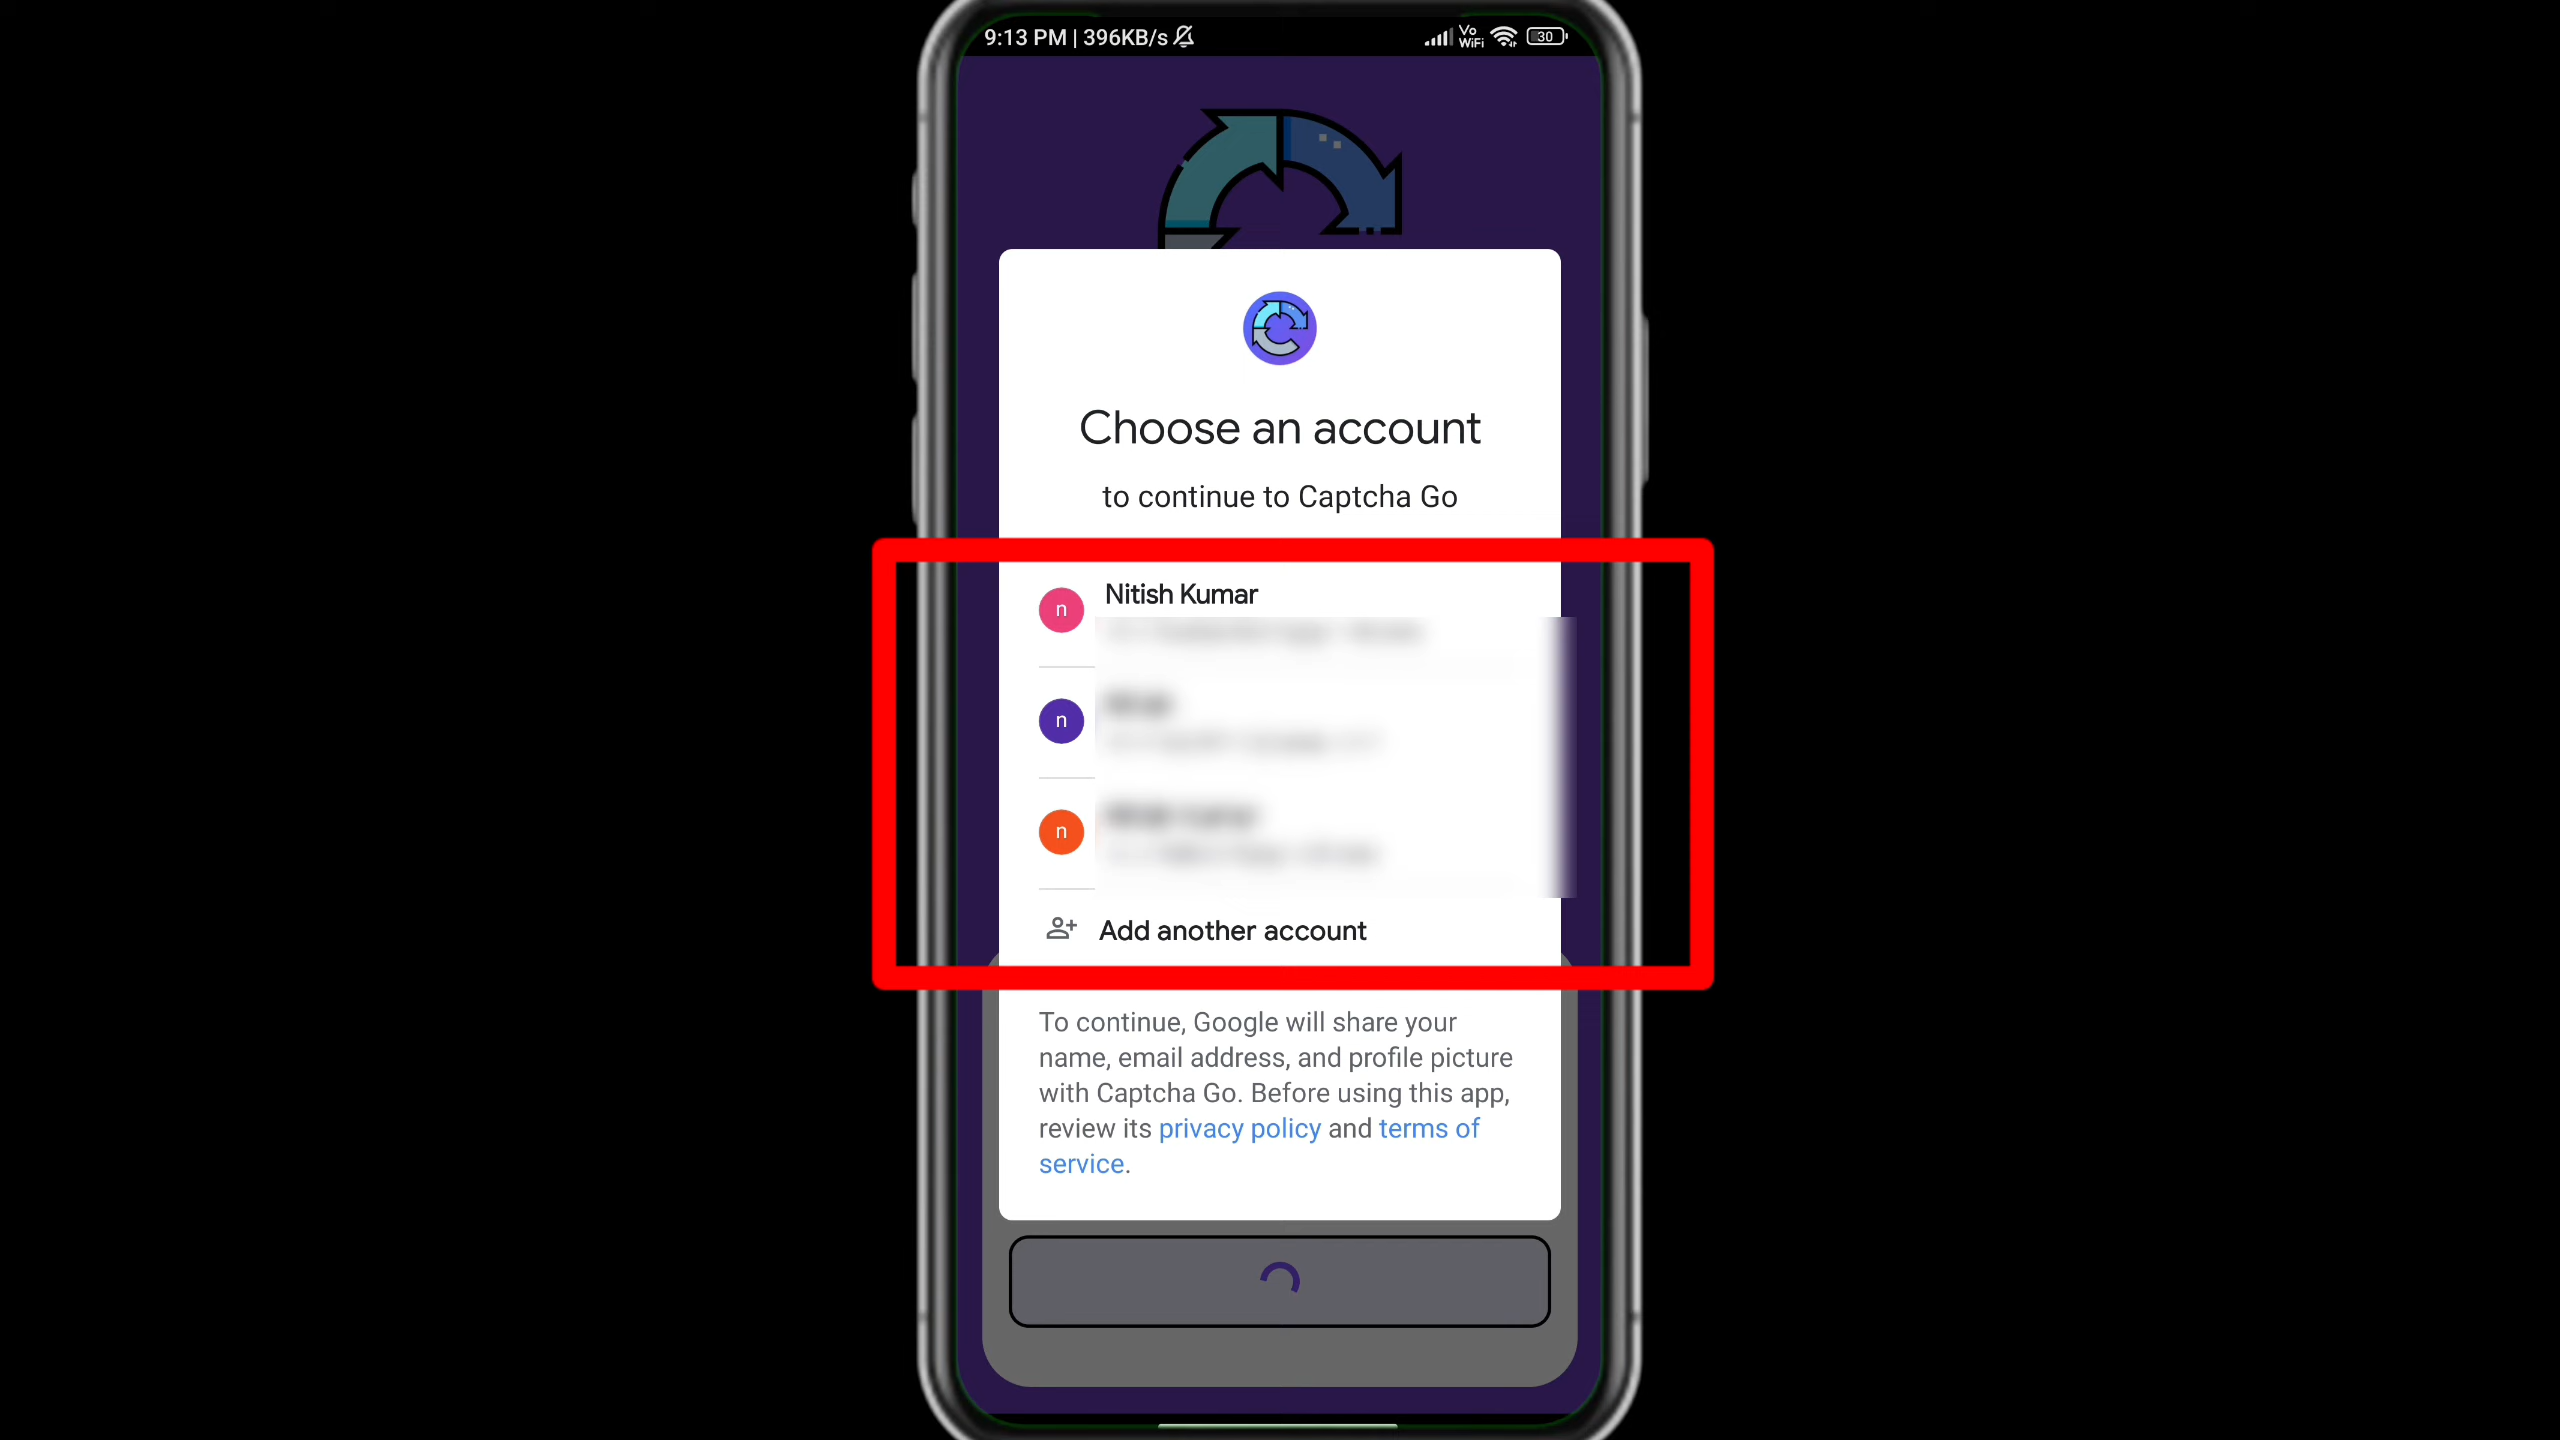 9:13 PM | 396KB/s
Vo
WiFi
30
Choose an account
to continue to Captcha Go
n
Nitish Kumar
n
n
Add another account
To continue, Google will share your
name, email address, and profile picture
with Captcha Go. Before using this app,
review its privacy policy and terms of
service.